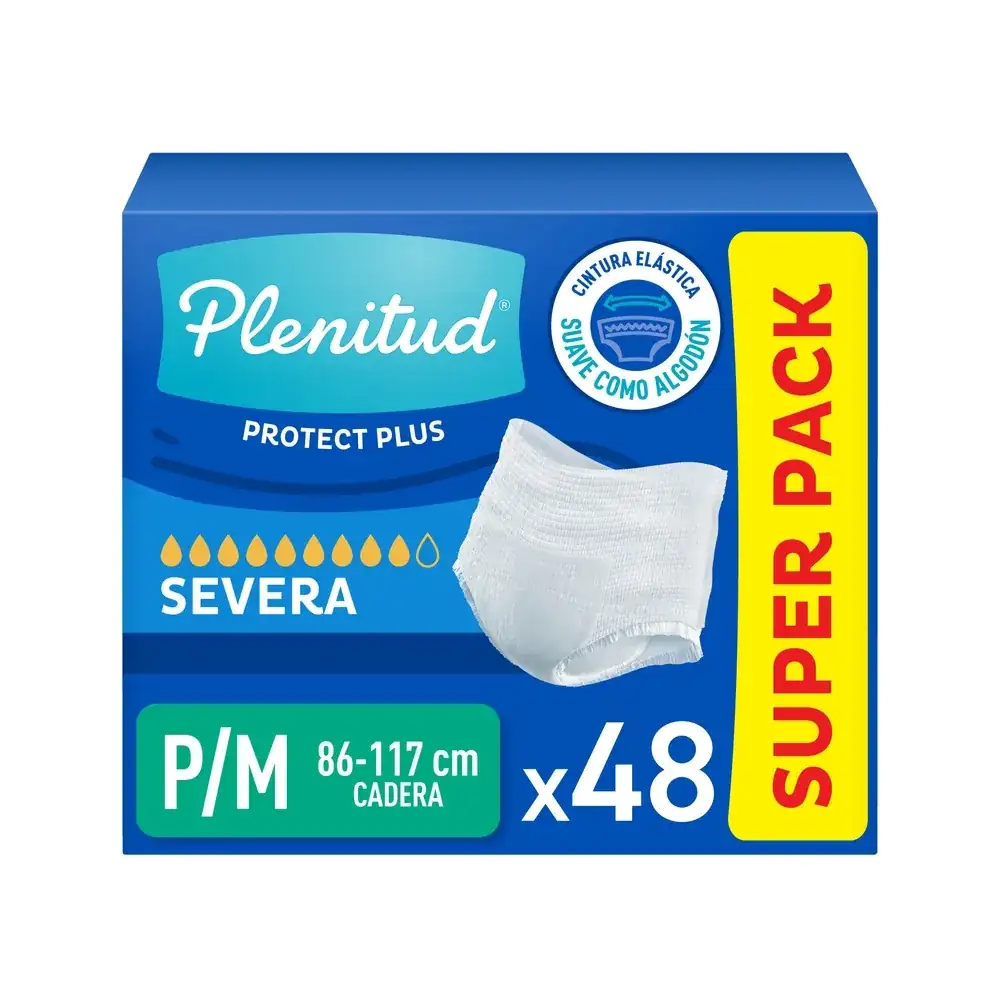 Plenitud®
PROTECT PLUS
CINTURA ELÁSTICA
SUAVE COMO ALGODÓN
SEVERA
P/M
86-117 cm
CADERA
x48
SUPER PACK